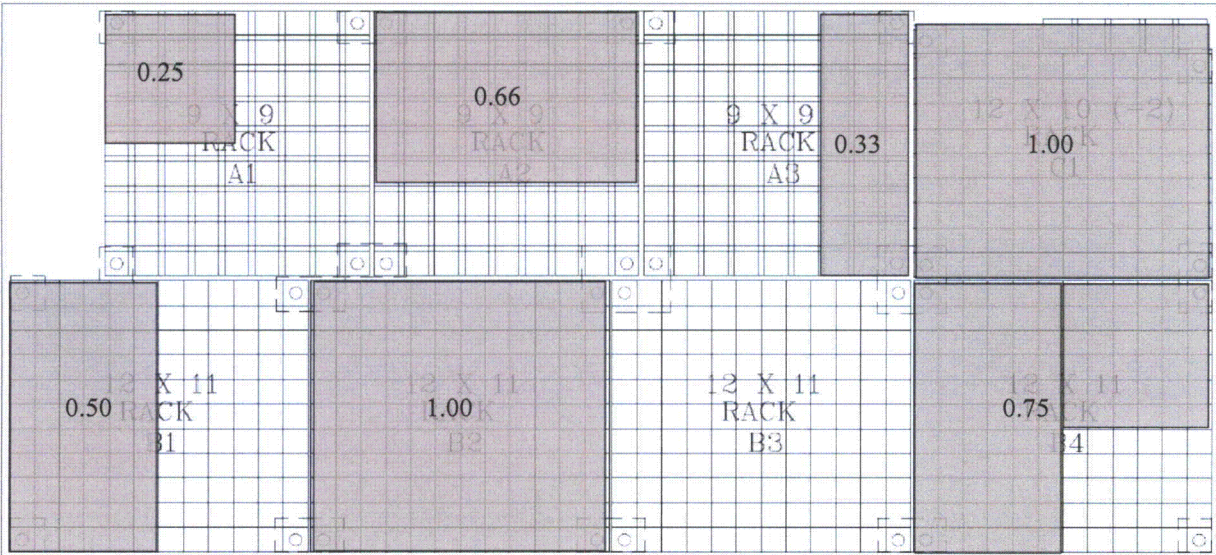 0.25
9 X 9
RACK
A1
0.66
9 X 9
RACK
A2
9 X 9
RACK
A3
0.33
12 X 10 (-2)
RACK
C1
1.00
12 X 11
RACK
B1
0.50
12 X 11
RACK
B2
1.00
12 X 11
RACK
B3
12 X 11
RACK
B4
0.75